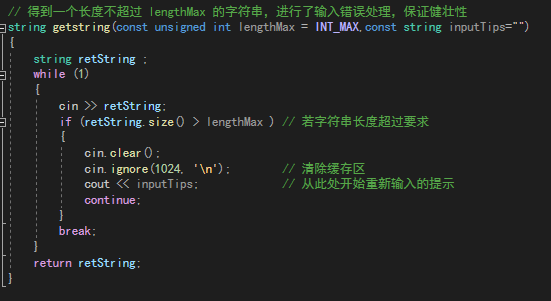 // 得到一个长度不超过 lengthMax 的字符串，进行了输入错误处理，保证健壮性
string getstring(const unsigned int lengthMax = INT_MAX,const string inputTips="")
{
string retString ;
while (1)
{
cin >> retString;
if (retString.size() > lengthMax ) // 若字符串长度超过要求
{
cin.clear();
cin.ignore(1024, '\n'); // 清除缓存区
cout << inputTips; // 从此处开始重新输入的提示
continue;
}
break;
}
return retString;
}